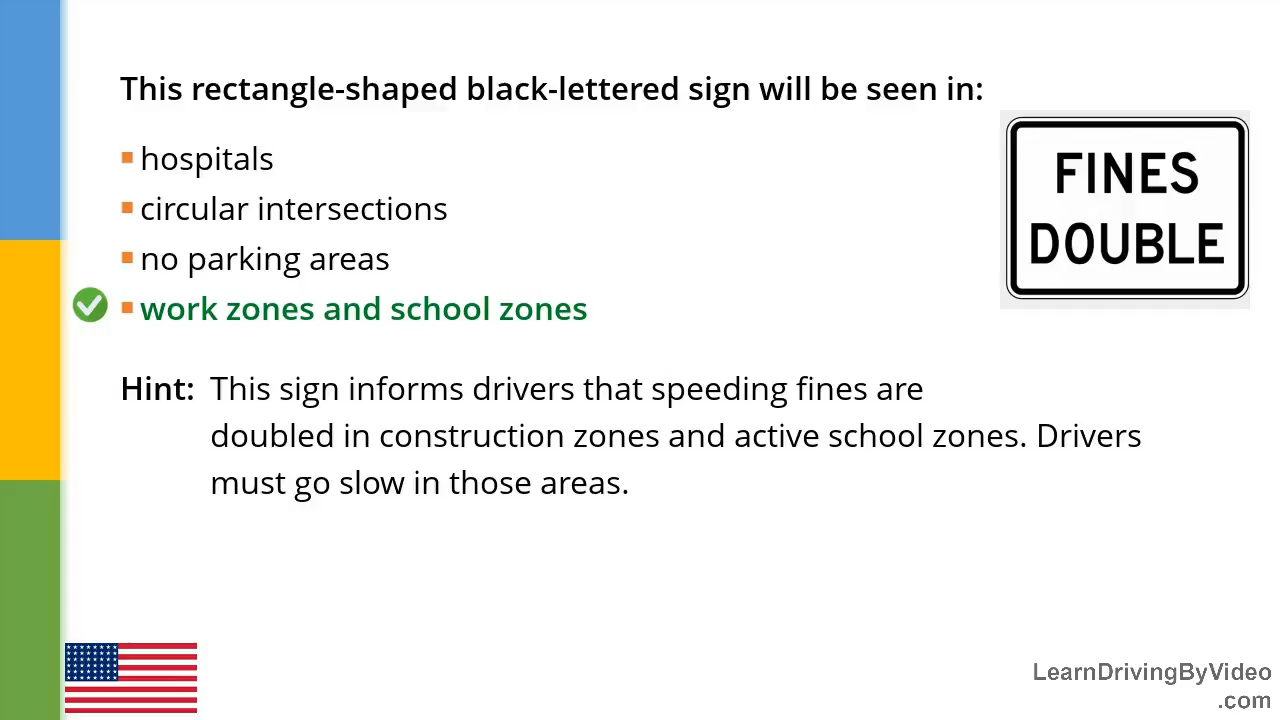 This rectangle-shaped black-lettered sign will be seen in:
hospitals
circular intersections
no parking areas
work zones and school zones
FINES
DOUBLE
Hint: This sign informs drivers that speeding fines are
doubled in construction zones and active school zones. Drivers
must go slow in those areas.
LearnDrivingByVideo
.com